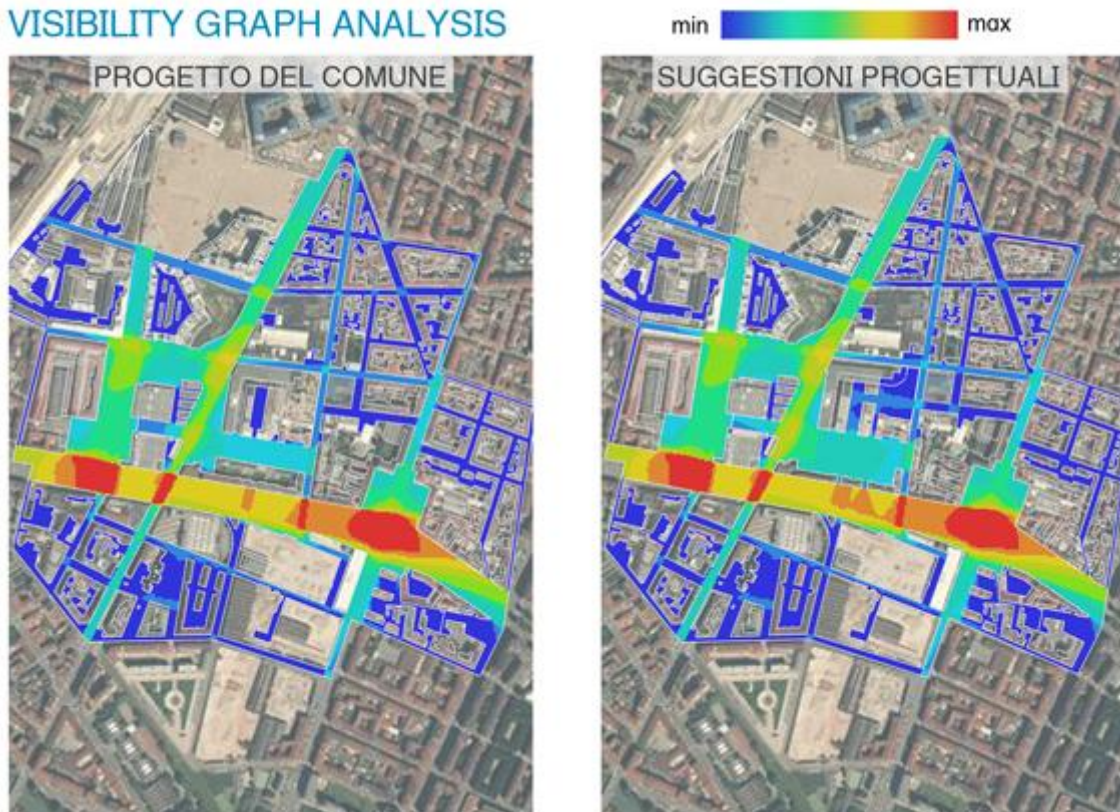 VISIBILITY GRAPH ANALYSIS
min max
PROGETTO DEL COMUNE
SUGGESTIONI PROGETTUALI